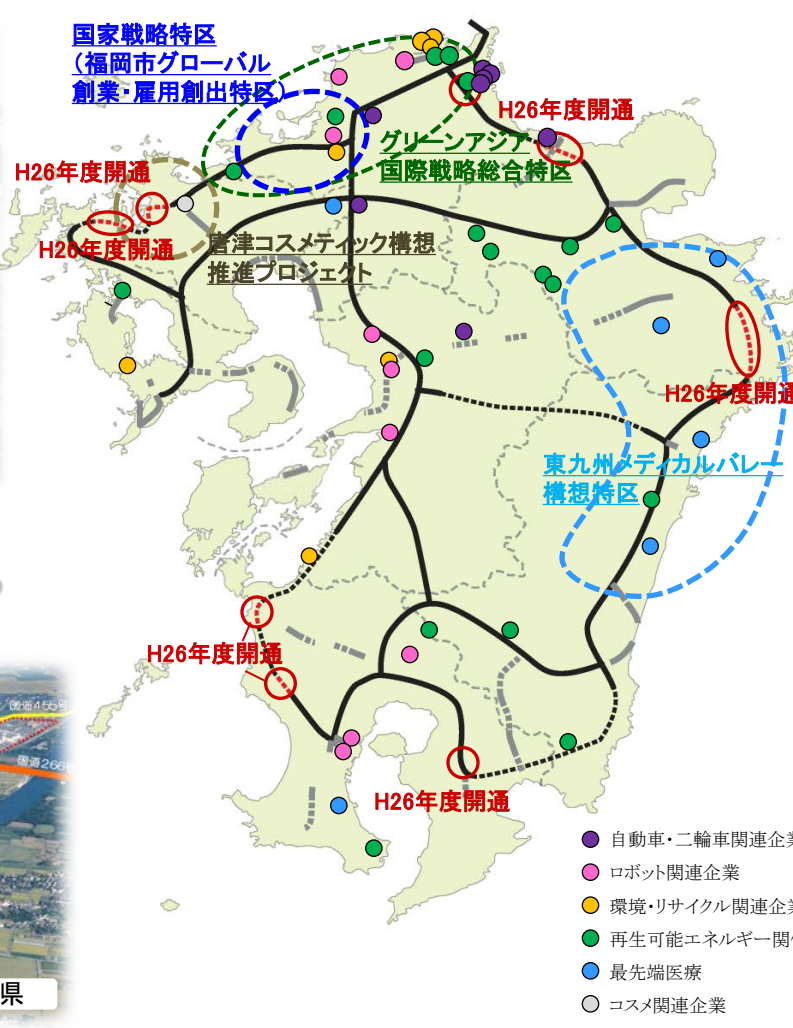 国家戦略特区
（福岡市グローバル
創業・雇用創出特区）
H26年度開通
グリーンアジア
国際戦略総合特区
H26年度開通
H26年度開通
唐津コスメティック構想
推進プロジェクト
H26年度開通
東九州メディカルバレー
構想特区
H26年度開通
国道266号
H26年度開通
自動車・二輪車関連企業
ロボット関連企業
環境・リサイクル関連企業
再生可能エネルギー関
最先端医療
コスメ関連企業
県